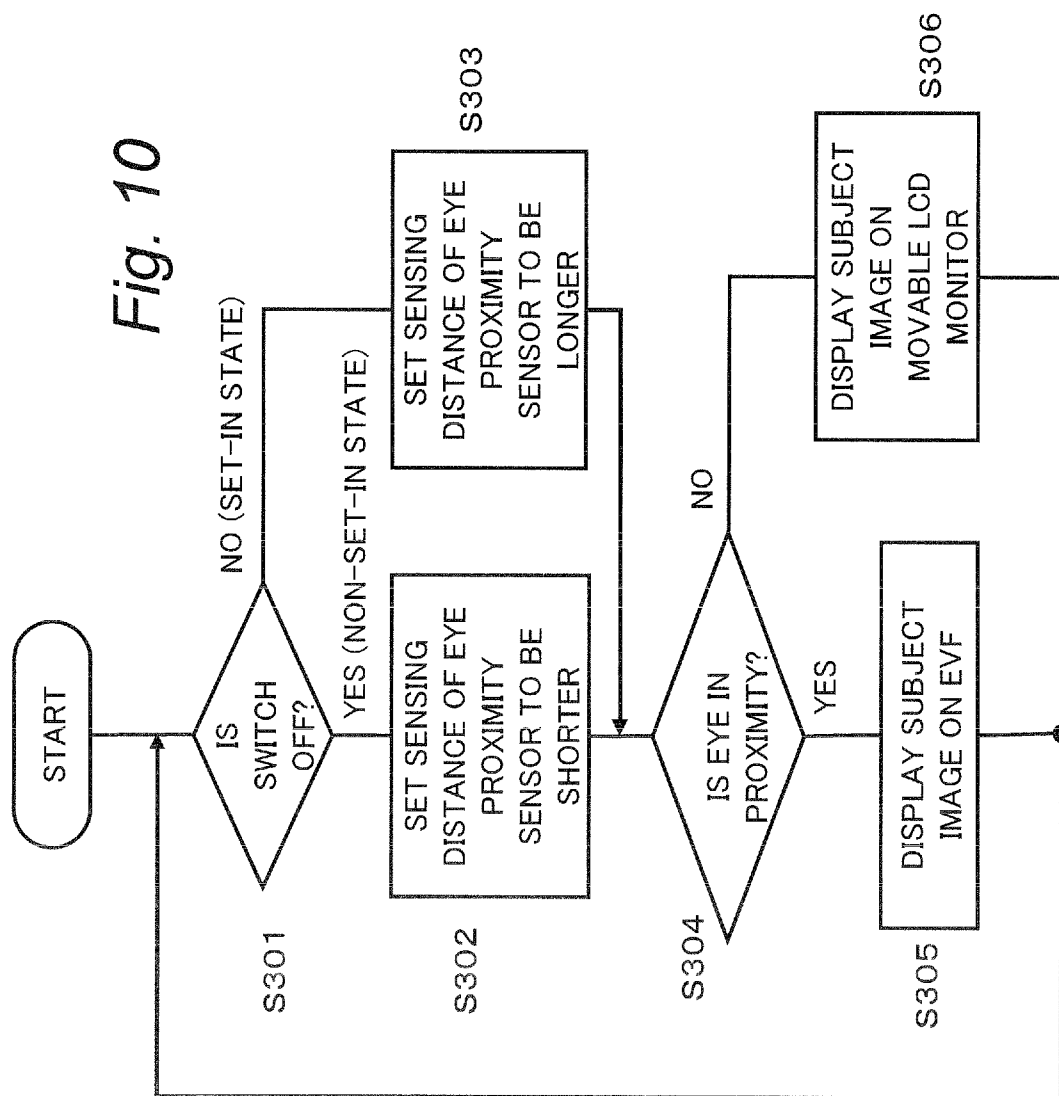 Fig. 10
START
IS
SWITCH
OFF?
S301
NO (SET-IN STATE)
YES (NON-SET-IN STATE)
SET SENSING
DISTANCE OF EYE
PROXIMITY
SENSOR TO BE
SHORTER
S302
SET SENSING
DISTANCE OF EYE
PROXIMITY
SENSOR TO BE
LONGER
S303
IS EYE IN
PROXIMITY?
S304
NO
YES
DISPLAY SUBJECT
IMAGE ON EVF
S305
DISPLAY SUBJECT
IMAGE ON
MOVABLE LCD
MONITOR
S306